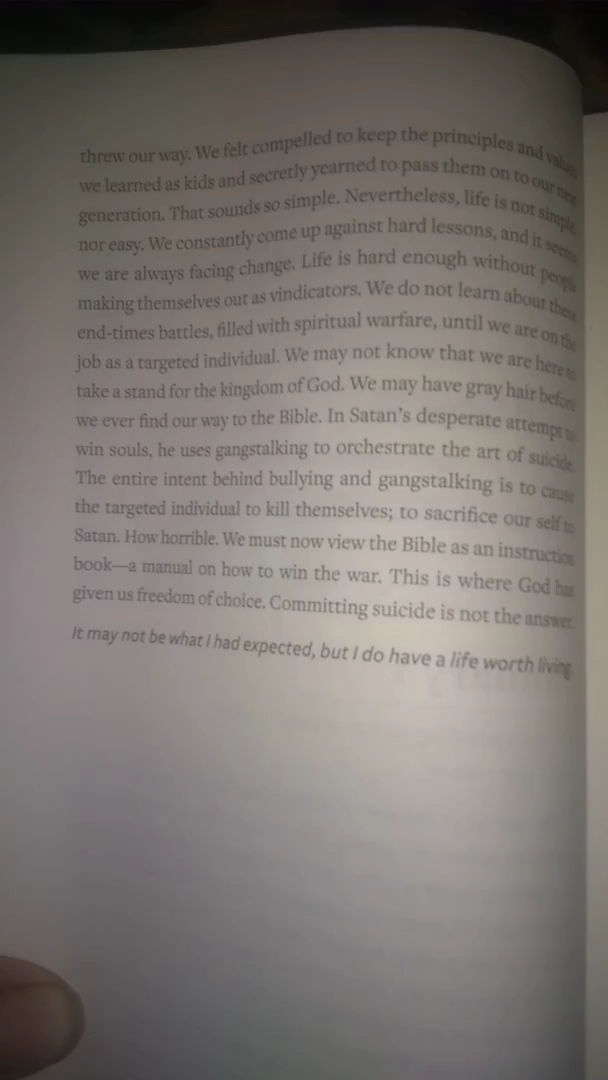 threw our way. We felt compelled to keep the principles and values
we learned as kids and secretly yearned to pass them on to our next
generation. That sounds so simple. Nevertheless, life is not simple,
nor easy. We constantly come up against hard lessons, and it seems
we are always facing change. Life is hard enough without people
making themselves out as vindicators. We do not learn about these
end-times battles, filled with spiritual warfare, until we are on the
job as a targeted individual. We may not know that we are here to
take a stand for the kingdom of God. We may have gray hair before
we ever find our way to the Bible. In Satan's desperate attempt to
win souls, he uses gangstalking to orchestrate the art of suicide.
The entire intent behind bullying and gangstalking is to cause
the targeted individual to kill themselves; to sacrifice our self to
Satan. How horrible. We must now view the Bible as an instruction
book—a manual on how to win the war. This is where God has
given us freedom of choice. Committing suicide is not the answer.
It may not be what I had expected, but I do have a life worth living.